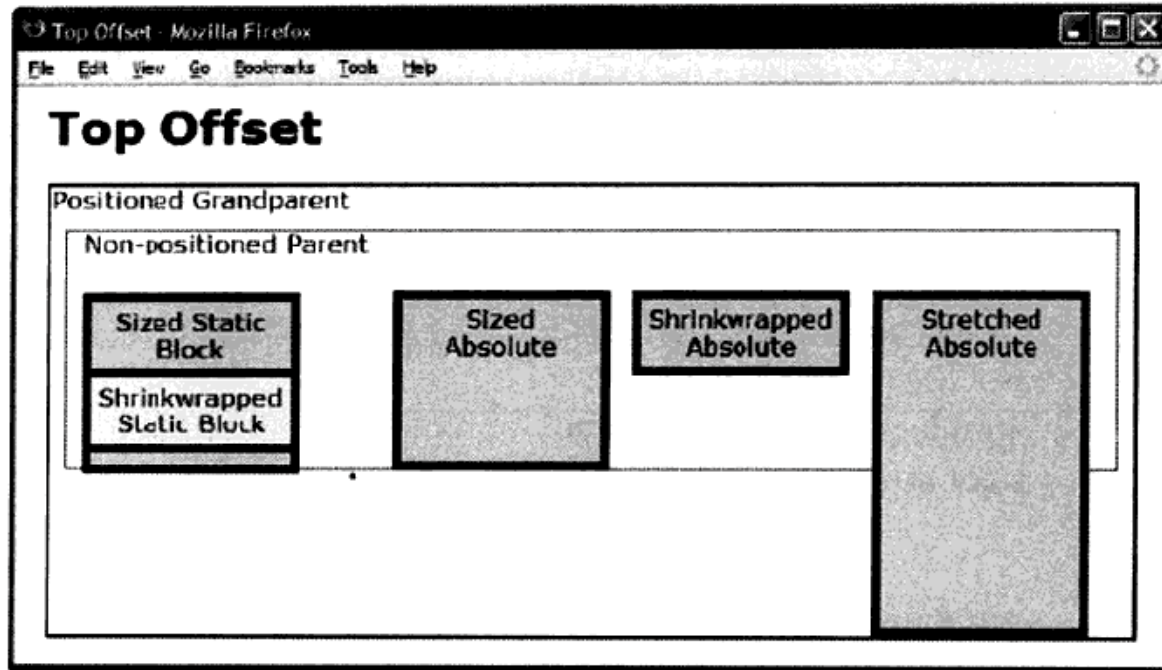 Top Offset - Mozilla Firefox
File Edit View Go Bookmarks Tools Help
Top Offset
Positioned Grandparent
Non-positioned Parent
Sized Static
Block
Shrinkwrapped
Static Block
Sized
Absolute
Shrinkwrapped
Absolute
Stretched
Absolute